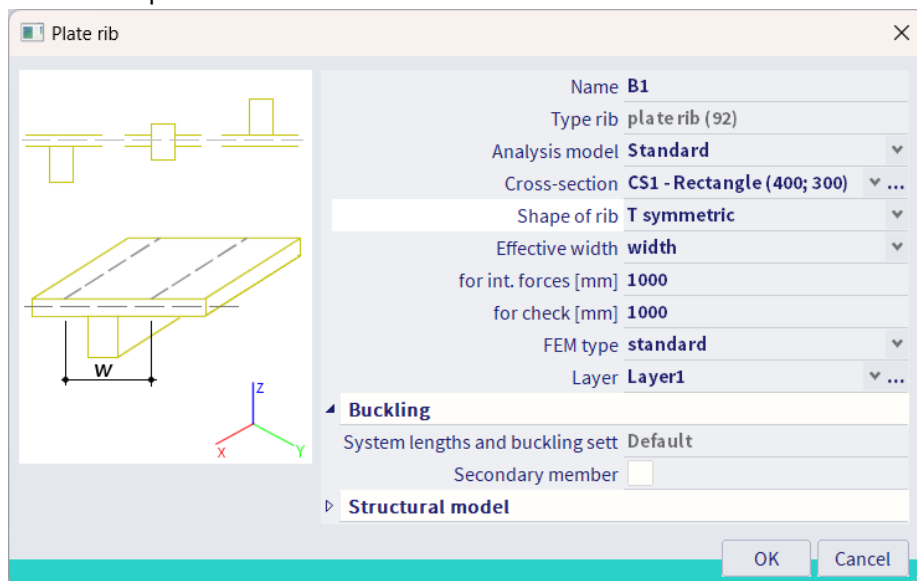 Plate rib
Name B1
Type rib plate rib (92)
Analysis model Standard
Cross-section CS1 - Rectangle (400; 300) ...
Shape of rib T symmetric
Effective width width
for int. forces [mm] 1000
for check [mm] 1000
FEM type standard
Layer Layer1 ...
Buckling
System lengths and buckling sett Default
Secondary member
Structural model
W
Z
X
Y
OK Cancel